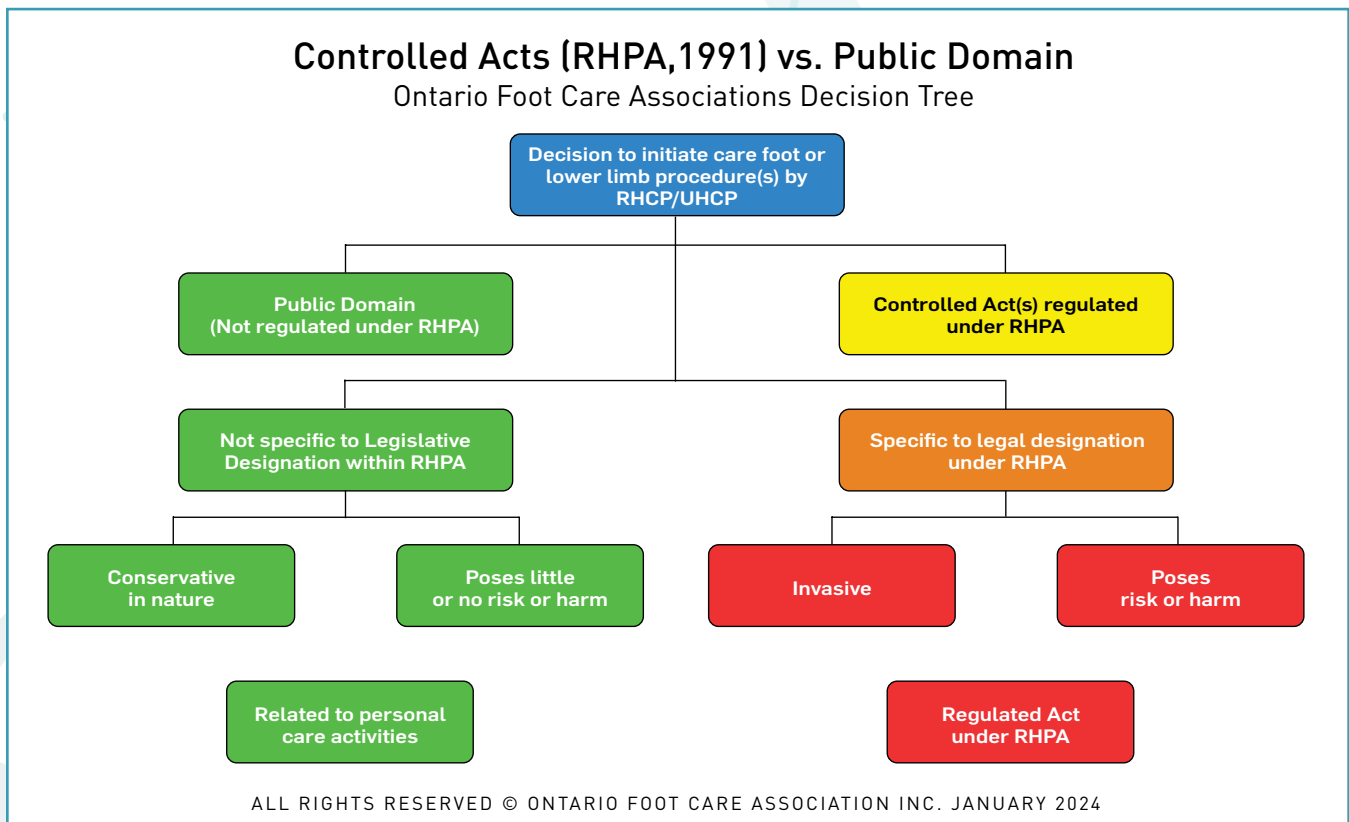 Controlled Acts (RHPA,1991) vs. Public Domain
Ontario Foot Care Associations Decision Tree
Decision to initiate care foot or
lower limb procedure(s) by
RHCP/UHCP
Public Domain
(Not regulated under RHPA)
Controlled Act(s) regulated
under RHPA
Not specific to Legislative
Designation within RHPA
Specific to legal designation
under RHPA
Conservative
in nature
Poses little
or no risk or harm
Invasive
Poses
risk or harm
Related to personal
care activities
Regulated Act
under RHPA
ALL RIGHTS RESERVED © ONTARIO FOOT CARE ASSOCIATION INC. JANUARY 2024